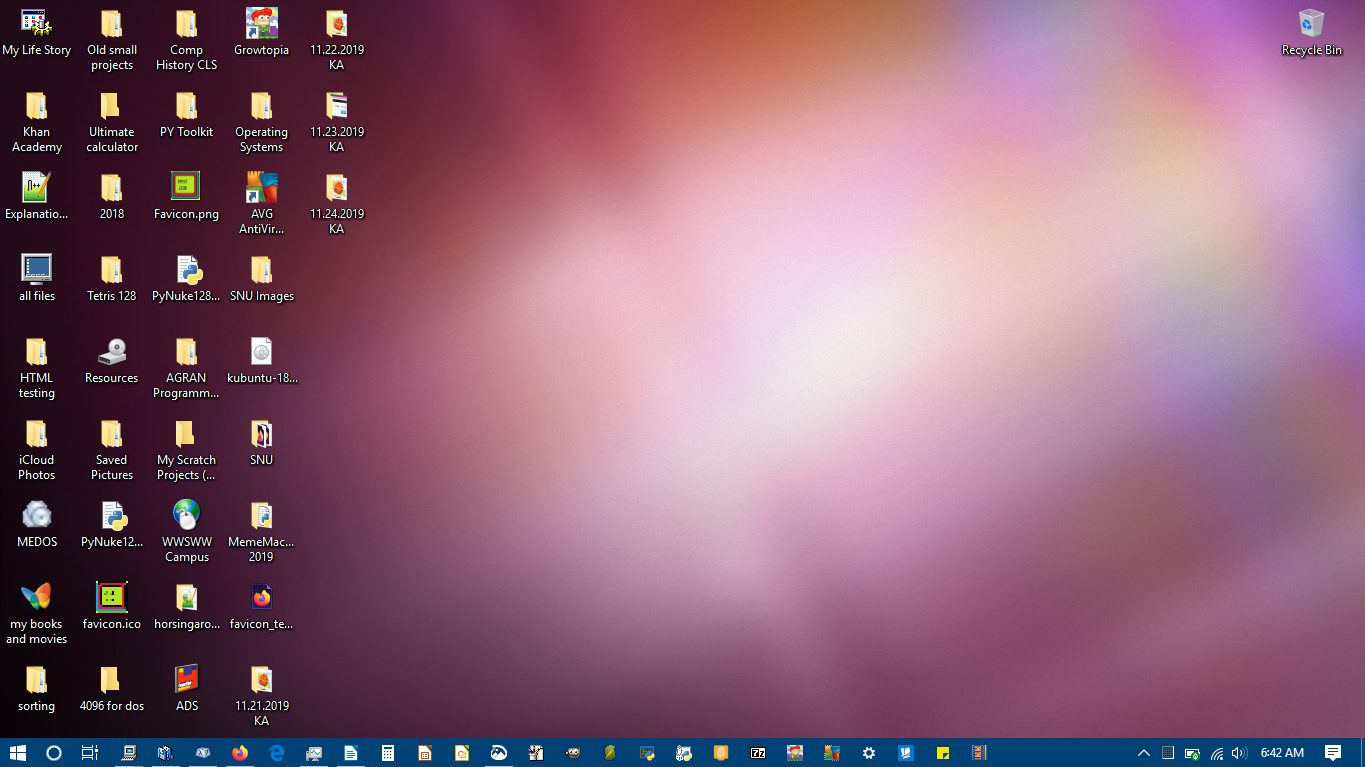 My Life Story
Old small
projects
Comp
History CLS
Growtopia
11.22.2019
KA
Recycle Bin
Khan
Academy
Ultimate
calculator
PY Toolkit
Operating
Systems
11.23.2019
KA
Explanatio...
2018
Favicon.png
AVG
AntiVir...
11.24.2019
KA
all files
Tetris 128
PyNuke128...
SNU Images
HTML
testing
Resources
AGRAN
Programm...
kubuntu-18...
iCloud
Photos
Saved
Pictures
My Scratch
Projects (...
SNU
MEDOS
PyNuke12...
WWSWW
Campus
MemeMac...
2019
my books
and movies
favicon.ico
horsingaro...
favicon_te...
sorting
4096 for dos
ADS
11.21.2019
KA
6:42 AM